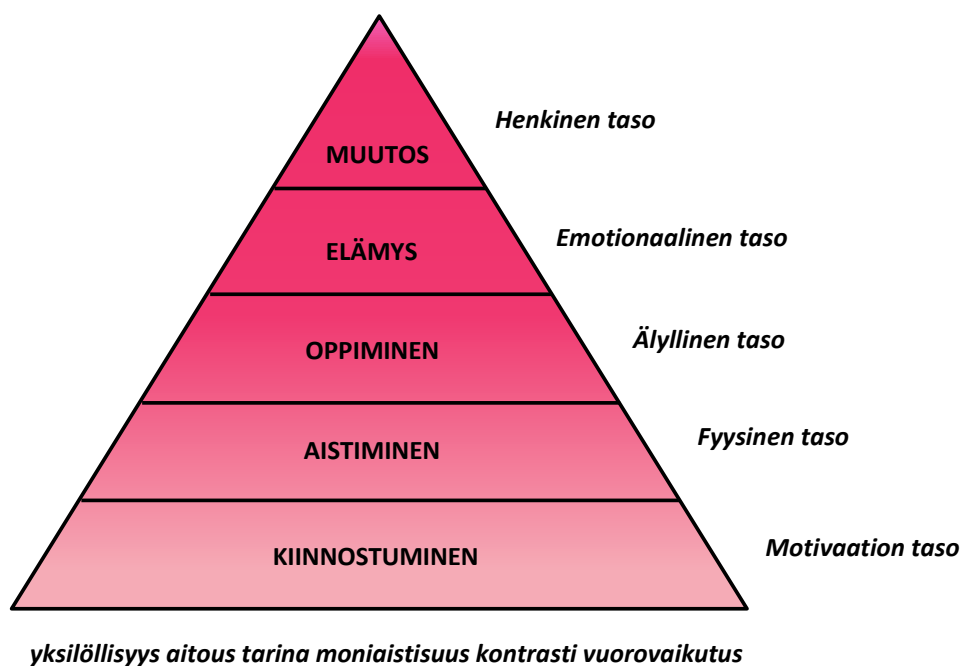 Henkinen taso
MUUTOS
Emotionaalinen taso
ELÄMYS
Älyllinen taso
OPPIMINEN
Fyysinen taso
AISTIMINEN
Motivaation taso
KIINNOSTUMINEN
yksilöllisyys aitous tarina moniaistisuus kontrasti vuorovaikutus